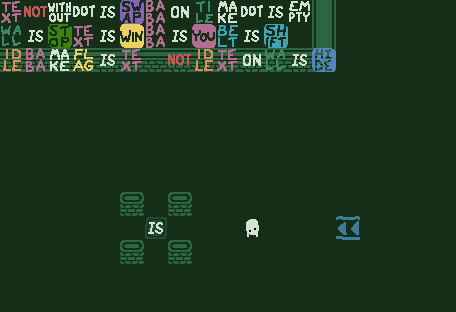 TEXT NOT WITHOUT DOT IS SWAP BABA ON TILE MAKE DOT IS EMPTY
WALL IS STOP TEXT IS WIN BABA IS YOU BELT IS SHIFT
IDLE BABA MAKE FLAG IS TEXT NOT IDLE TEXT ON WALL IS HIDE
IS